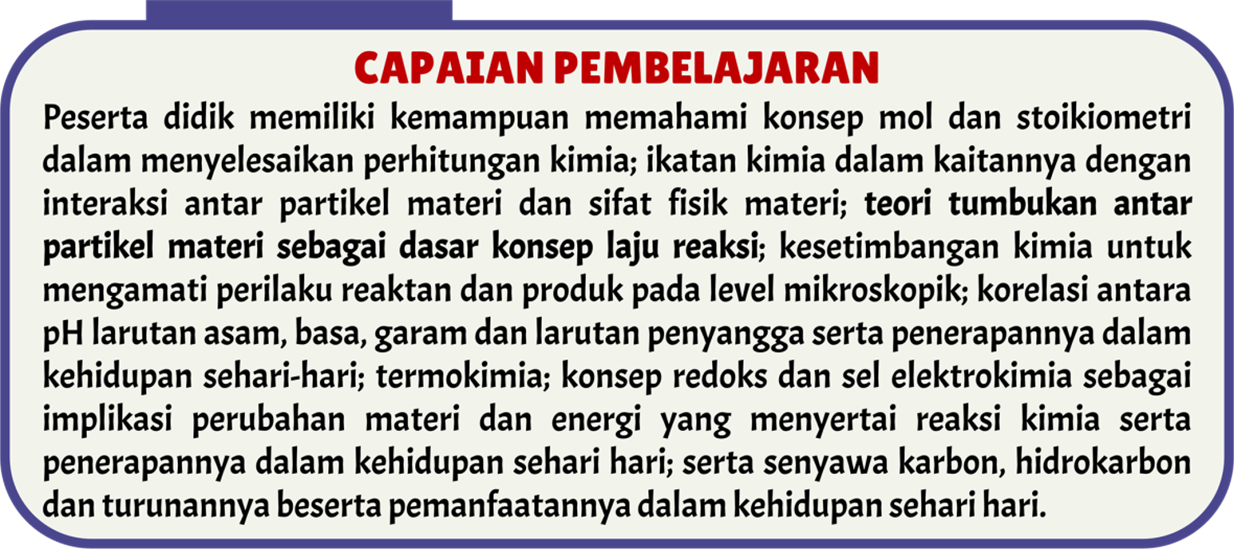 CAPAIAN PEMBELAJARAN
Peserta didik memiliki kemampuan memahami konsep mol dan stoikiometri
dalam menyelesaikan perhitungan kimia; ikatan kimia dalam kaitannya dengan
interaksi antar partikel materi dan sifat fisik materi; teori tumbukan antar
partikel materi sebagai dasar konsep laju reaksi; kesetimbangan kimia untuk
mengamati perilaku reaktan dan produk pada level mikroskopik; korelasi antara
pH larutan asam, basa, garam dan larutan penyangga serta penerapannya dalam
kehidupan sehari-hari; termokimia; konsep redoks dan sel elektrokimia sebagai
implikasi perubahan materi dan energi yang menyertai reaksi kimia serta
penerapannya dalam kehidupan sehari hari; serta senyawa karbon, hidrokarbon
dan turunannya beserta pemanfaatannya dalam kehidupan sehari hari.